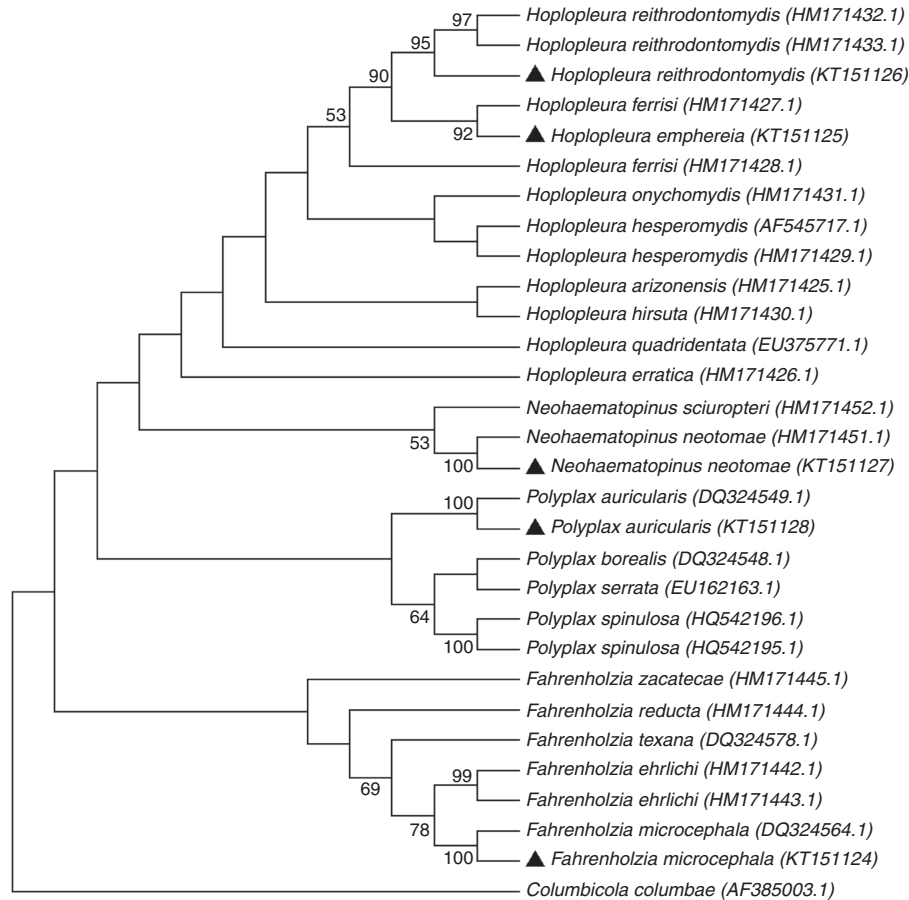 Hoplopleura reithrodontomydis (HM171432.1)
97
Hoplopleura reithrodontomydis (HM171433.1)
95
Hoplopleura reithrodontomydis (KT151126)
90
Hoplopleura ferrisi (HM171427.1)
53
92
Hoplopleura emphereia (KT151125)
Hoplopleura ferrisi (HM171428.1)
Hoplopleura onychomydis (HM171431.1)
Hoplopleura hesperomydis (AF545717.1)
Hoplopleura hesperomydis (HM171429.1)
Hoplopleura arizonensis (HM171425.1)
Hoplopleura hirsuta (HM171430.1)
Hoplopleura quadridentata (EU375771.1)
Hoplopleura erratica (HM171426.1)
Neohaematopinus sciuropteri (HM171452.1)
53
Neohaematopinus neotomae (HM171451.1)
100
Neohaematopinus neotomae (KT151127)
Polyplax auricularis (DQ324549.1)
100
Polyplax auricularis (KT151128)
Polyplax borealis (DQ324548.1)
Polyplax serrata (EU162163.1)
64
Polyplax spinulosa (HQ542196.1)
100
Polyplax spinulosa (HQ542195.1)
Fahrenholzia zacatecae (HM171445.1)
Fahrenholzia reducta (HM171444.1)
Fahrenholzia texana (DQ324578.1)
69
99
Fahrenholzia ehrlichi (HM171442.1)
Fahrenholzia ehrlichi (HM171443.1)
78
Fahrenholzia microcephala (DQ324564.1)
100
Fahrenholzia microcephala (KT151124)
Columbicola columbae (AF385003.1)